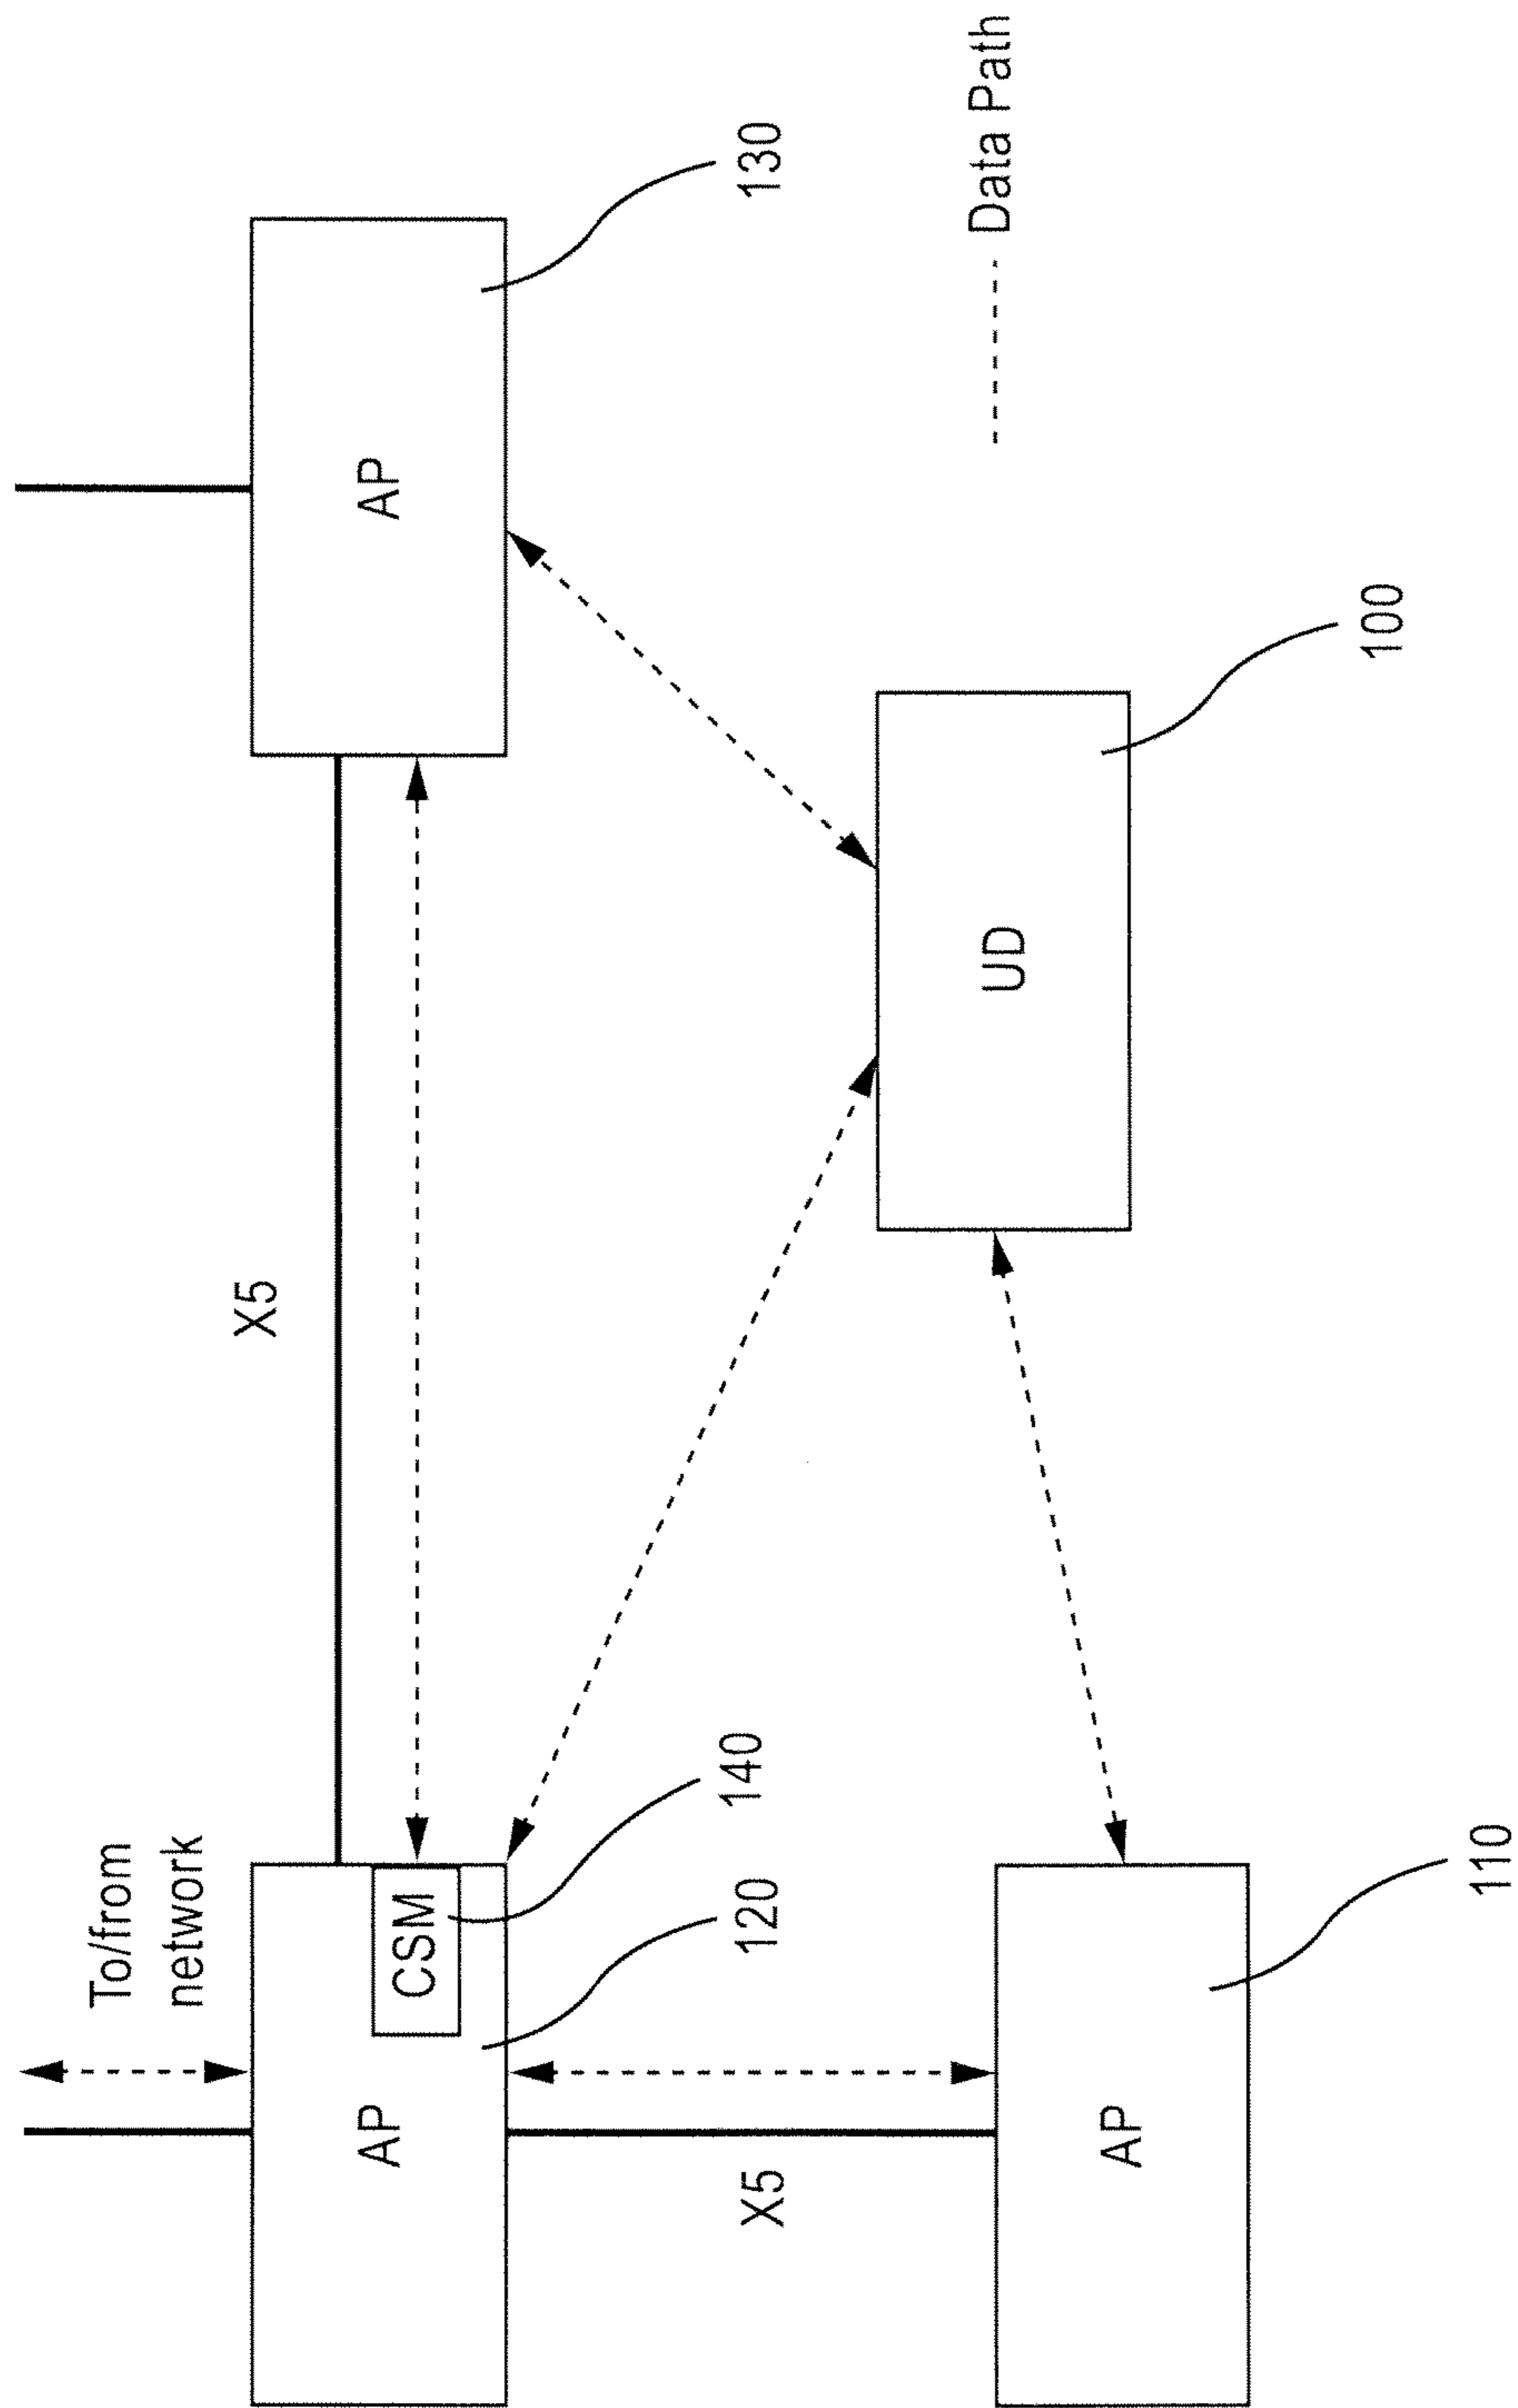 To/from
network
X5
AP
CSM
140
120
AP
130
X5
UD
100
AP
110
Data Path